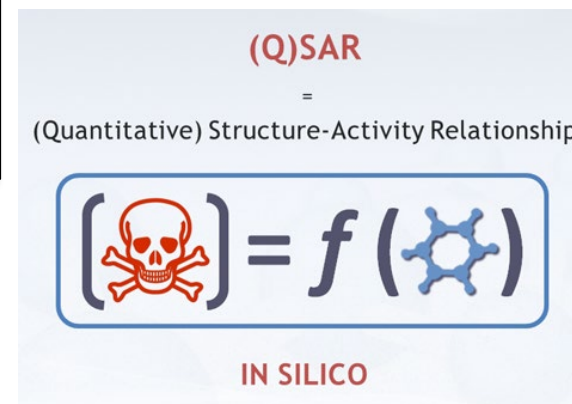 (Q)SAR
=
(Quantitative) Structure-Activity Relationship
[ ] = f ( )
IN SILICO